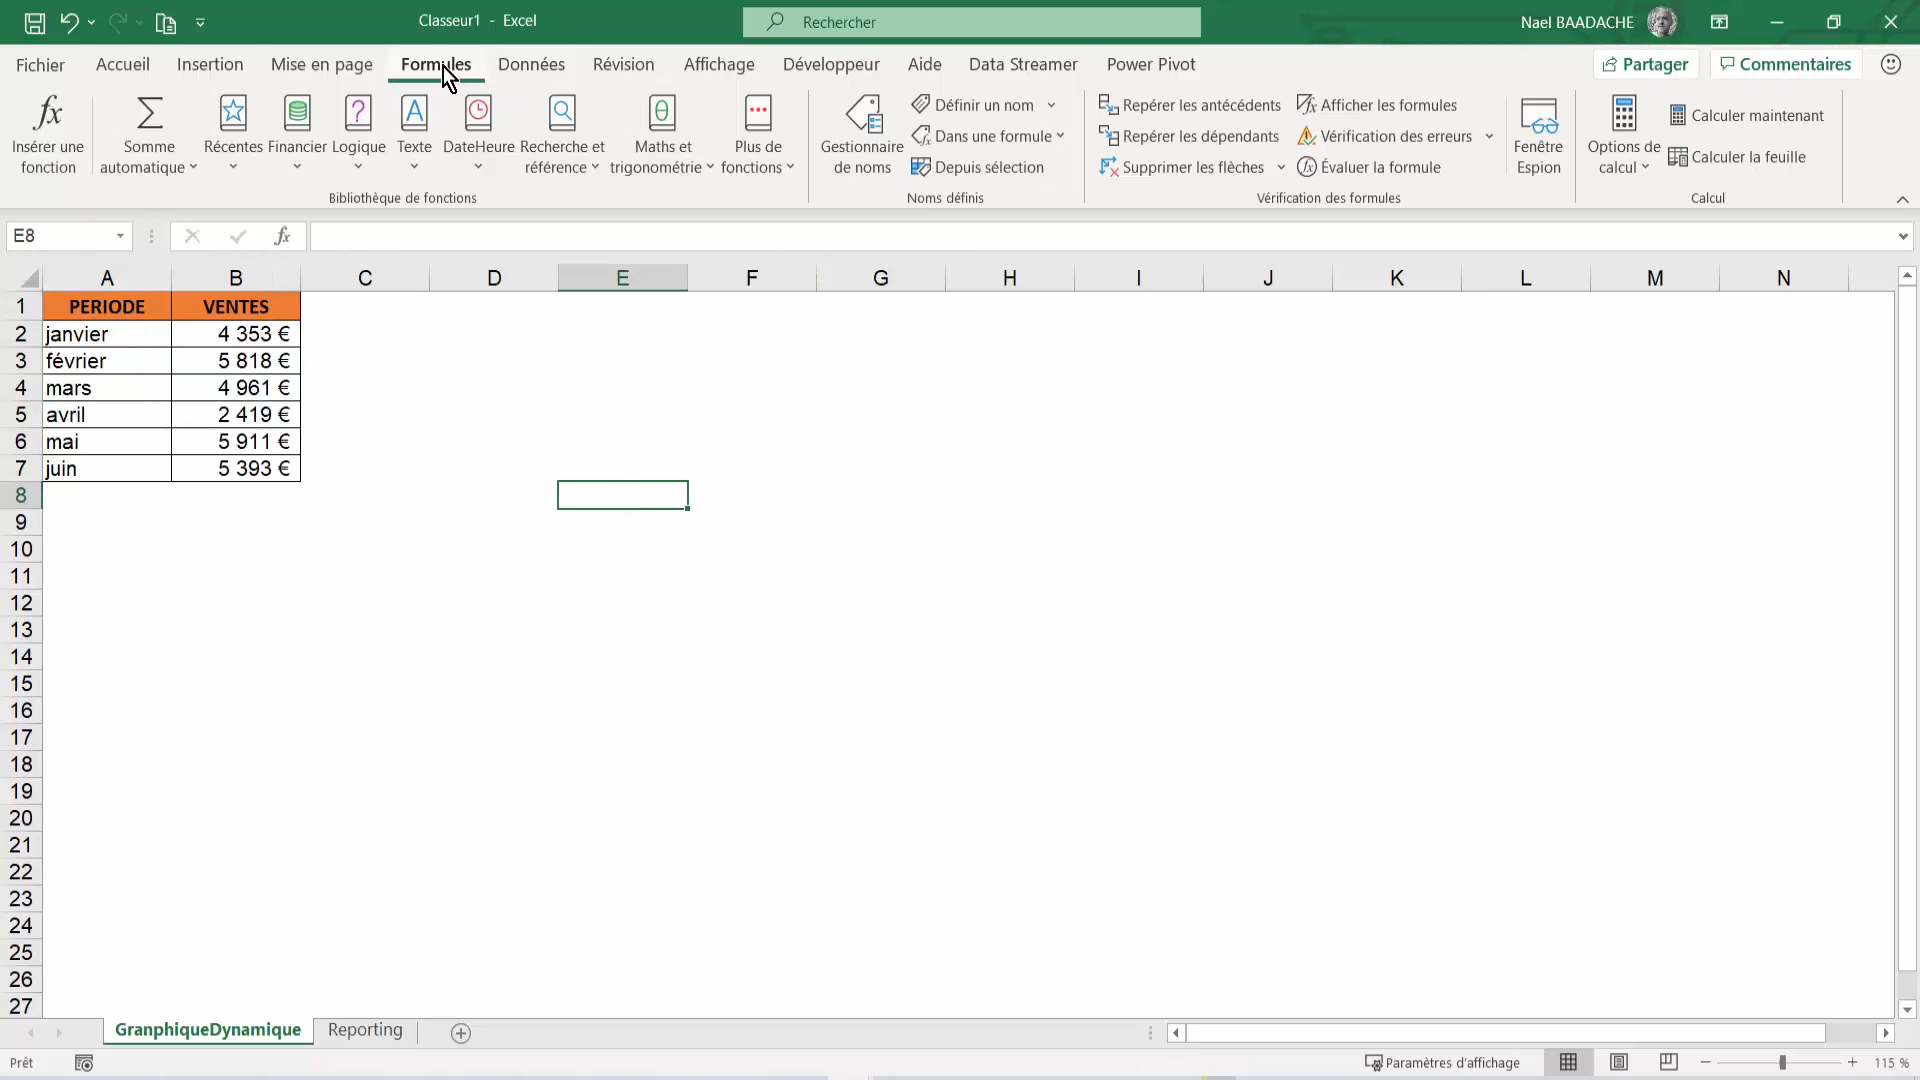 Classeur1 - Excel
Rechercher
Nael BAADACHE
Fichier Accueil Insertion Mise en page Formules Données Révision Affichage Développeur Aide Data Streamer Power Pivot Partager Commentaires
fx
Insérer une fonction
Somme automatique
Récentes
Financier
Logique
Texte
DateHeure
Recherche et référence
Maths et trigonométrie
Plus de fonctions
Bibliothèque de fonctions
Gestionnaire de noms
Définir un nom
Dans une formule
Depuis sélection
Noms définis
Repérer les antécédents
Repérer les dépendants
Supprimer les flèches
Afficher les formules
Vérification des erreurs
Évaluer la formule
Vérification des formules
Fenêtre Espion
Options de calcul
Calculer maintenant
Calculer la feuille
Calcul
E8
fx
A B C D E F G H I J K L M N
1 PERIODE VENTES
2 janvier 4 353 €
3 février 5 818 €
4 mars 4 961 €
5 avril 2 419 €
6 mai 5 911 €
7 juin 5 393 €
8
9
10
11
12
13
14
15
16
17
18
19
20
21
22
23
24
25
26
27
GranphiqueDynamique Reporting
Prêt
Paramètres d'affichage
115 %